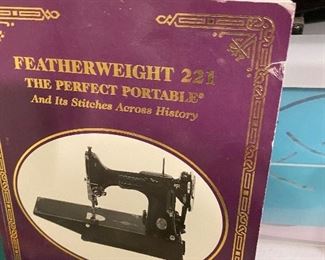 FEATHERWEIGHT 221
THE PERFECT PORTABLE®
And Its Stitches Across History